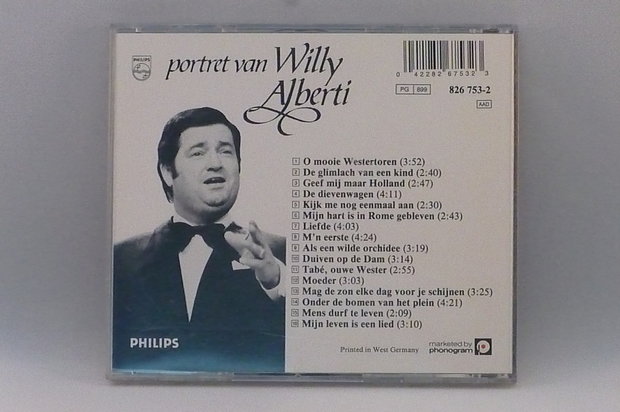 PHILIPS
portret van Willy
Alberti
0 42282 67532 3
PG 699
826 753-2
AAD
1 O mooie Westertoren (3:52)
2 De glimlach van een kind (2:40)
3 Geef mij maar Holland (2:47)
4 De dievenwagen (4:11)
5 Kijk me nog eenmaal aan (2:30)
6 Mijn hart is in Rome gebleven (2:43)
7 Liefde (4:03)
8 M'n eerste (4:24)
9 Als een wilde orchidee (3:19)
10 Duiven op de Dam (3:14)
11 Tabé, ouwe Wester (2:55)
12 Moeder (3:03)
13 Mag de zon elke dag voor je schijnen (3:25)
14 Onder de bomen van het plein (4:21)
15 Mens durf te leven (2:09)
16 Mijn leven is een lied (3:10)
PHILIPS
Printed in West Germany
marketed by
phonogram